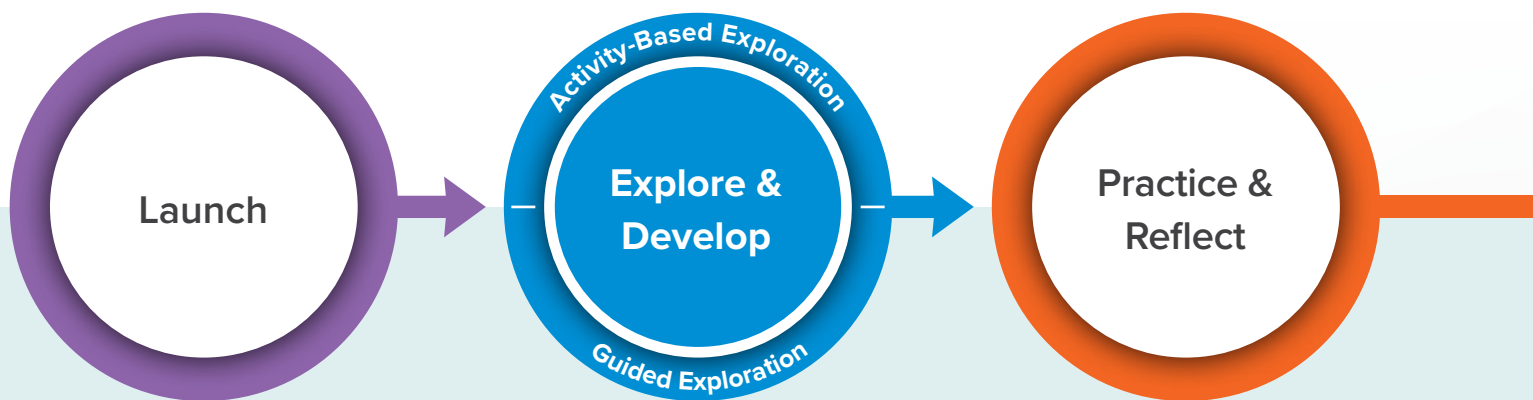 Launch
Activity-Based Exploration
Explore &
Develop
Guided Exploration
Practice &
Reflect